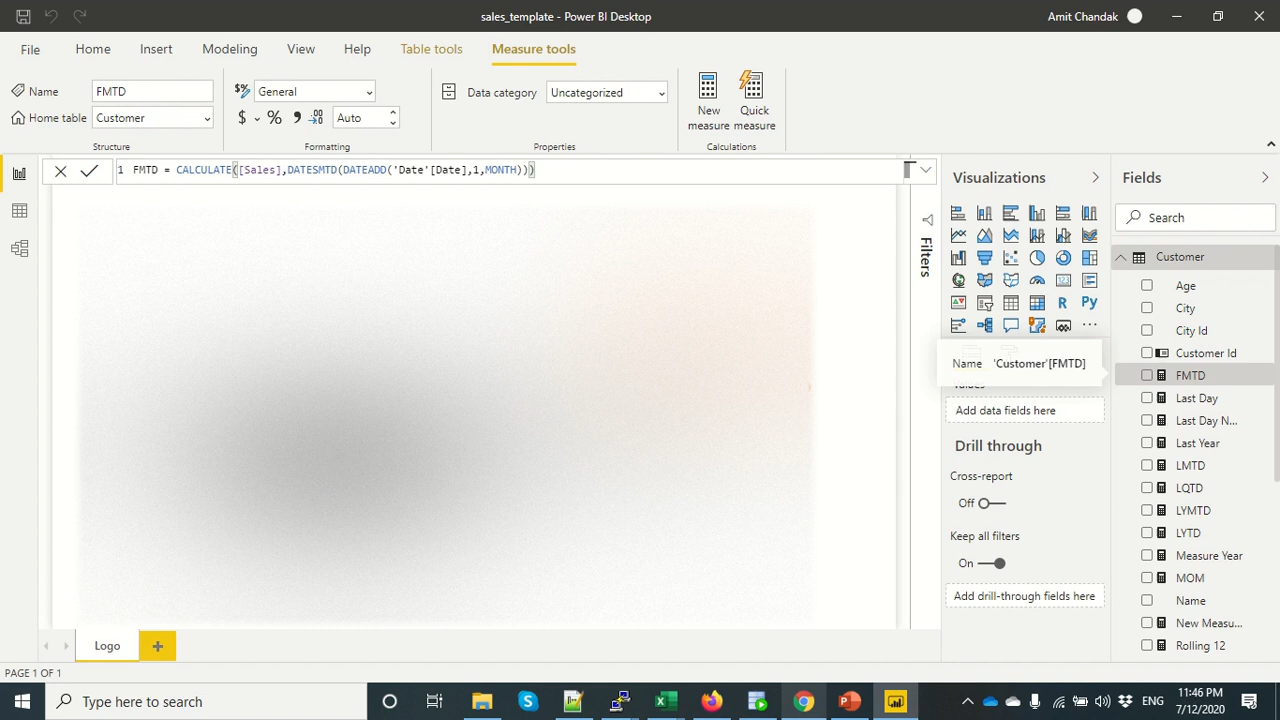 sales_template - Power BI Desktop
Amit Chandak
File Home Insert Modeling View Help Table tools Measure tools
Name FMTD
Home table Customer
Structure
General
$ % 9 .00 Auto
Formatting
Data category Uncategorized
Properties
New measure
Quick measure
Calculations
1 FMTD = CALCULATE([Sales],DATESMTD(DATEADD('Date'[Date],1,MONTH)))
Filters
Visualizations
R Py
Name 'Customer'[FMTD]
Values
Add data fields here
Drill through
Cross-report
Off
Keep all filters
On
Add drill-through fields here
Fields
Search
Customer
Age
City
City Id
Customer Id
FMTD
Last Day
Last Day N...
Last Year
LMTD
LQTD
LYMTD
LYTD
Measure Year
MOM
Name
New Measu...
Rolling 12
Logo
PAGE 1 OF 1
Type here to search
ENG
11:46 PM
7/12/2020